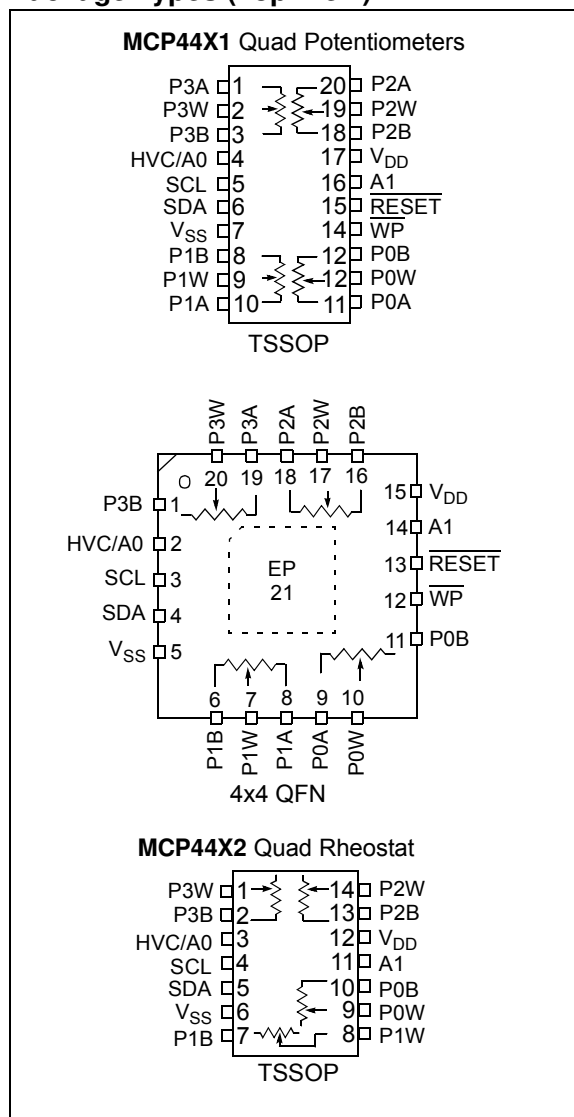 MCP44X1 Quad Potentiometers
P3A 1 20 P2A
P3W 2 19 P2W
P3B 3 18 P2B
HVC/A0 4 17 VDD
SCL 5 16 A1
SDA 6 15 RESET
VSS 7 14 WP
P1B 8 12 P0B
P1W 9 12 P0W
P1A 10 11 P0A
TSSOP
P3W P3A P2A P2W P2B
20 19 18 17 16
P3B 1 15 VDD
HVC/A0 2 14 A1
SCL 3 EP 13 RESET
SDA 4 21 12 WP
VSS 5 11 P0B
6 7 8 9 10
P1B P1W P1A P0A P0W
4x4 QFN
MCP44X2 Quad Rheostat
P3W 1 14 P2W
P3B 2 13 P2B
HVC/A0 3 12 VDD
SCL 4 11 A1
SDA 5 10 P0B
VSS 6 9 P0W
P1B 7 8 P1W
TSSOP